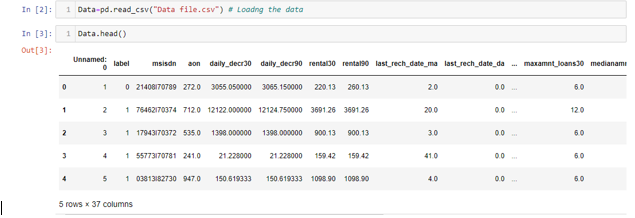 In [2]: 1 Data=pd.read_csv("Data file.csv") # Loadng the data
In [3]: 1 Data.head()
Out[3]:
Unnamed: 0 label msisdn aon daily_decr30 daily_decr90 rental30 rental90 last_rech_date_ma last_rech_date_da ... maxamnt_loans30 medianamn
0 1 0 21408I70789 272.0 3055.050000 3065.150000 220.13 260.13 2.0 0.0 ... 6.0
1 2 1 76462I70374 712.0 12122.000000 12124.750000 3691.26 3691.26 20.0 0.0 ... 12.0
2 3 1 17943I70372 535.0 1398.000000 1398.000000 900.13 900.13 3.0 0.0 ... 6.0
3 4 1 55773I70781 241.0 21.228000 21.228000 159.42 159.42 41.0 0.0 ... 6.0
4 5 1 03813I82730 947.0 150.619333 150.619333 1098.90 1098.90 4.0 0.0 ... 6.0
5 rows × 37 columns